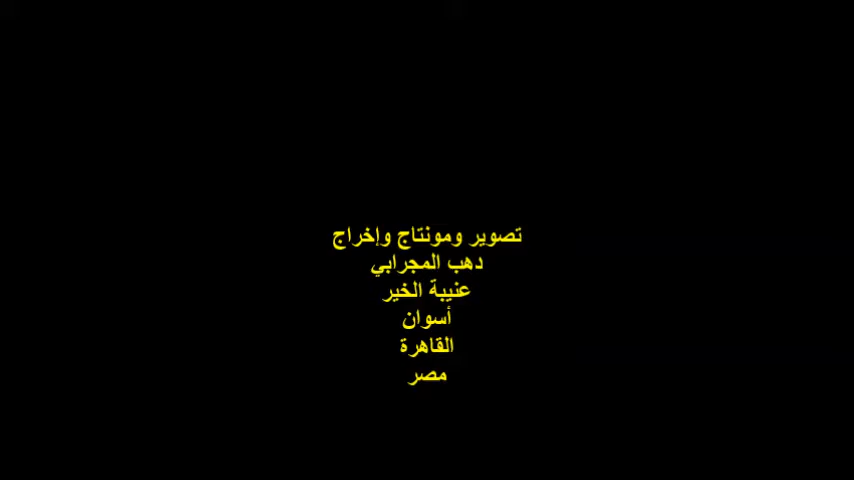 تصوير ومونتاج وإخراج
دهب المجرابي
عنيبة الخير
أسوان
القاهرة
مصر